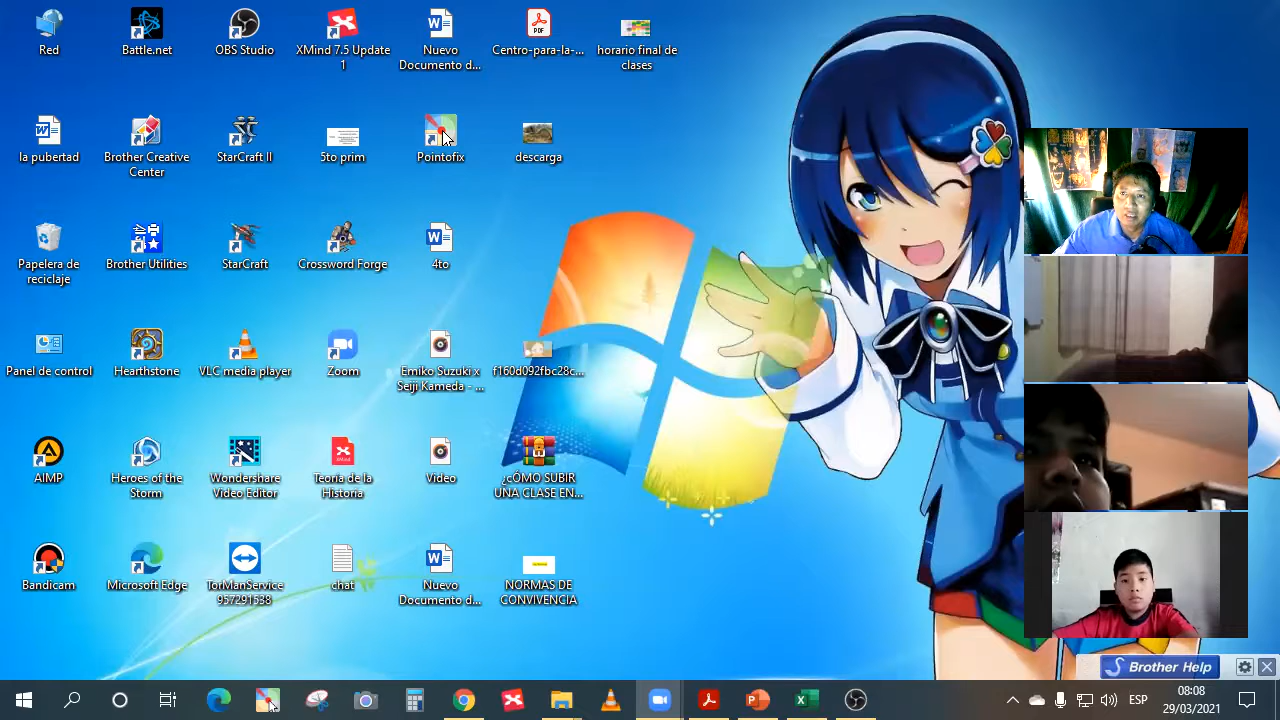 Red
Battle.net
OBS Studio
XMind 7.5 Update
1
Nuevo
Documento d...
PDF
Centro-para-la-...
horario final de
clases
la pubertad
Brother Creative
Center
StarCraft II
5to prim
Pointofix
descarga
Papelera de
reciclaje
Brother Utilities
StarCraft
Crossword Forge
4to
Panel de control
Hearthstone
VLC media player
Zoom
Emiko Suzuki x
Seiji Kameda - ...
f160d092fbc28c...
AIMP
Heroes of the
Storm
Wondershare
Video Editor
Teoria de la
Historia
Video
¿cÓMO SUBIR
UNA CLASE EN...
Bandicam
Microsoft Edge
TorManService
957291538
chat
Nuevo
Documento d...
NORMAS DE
CONVIVENCIA
Brother Help
ESP
08:08
29/03/2021